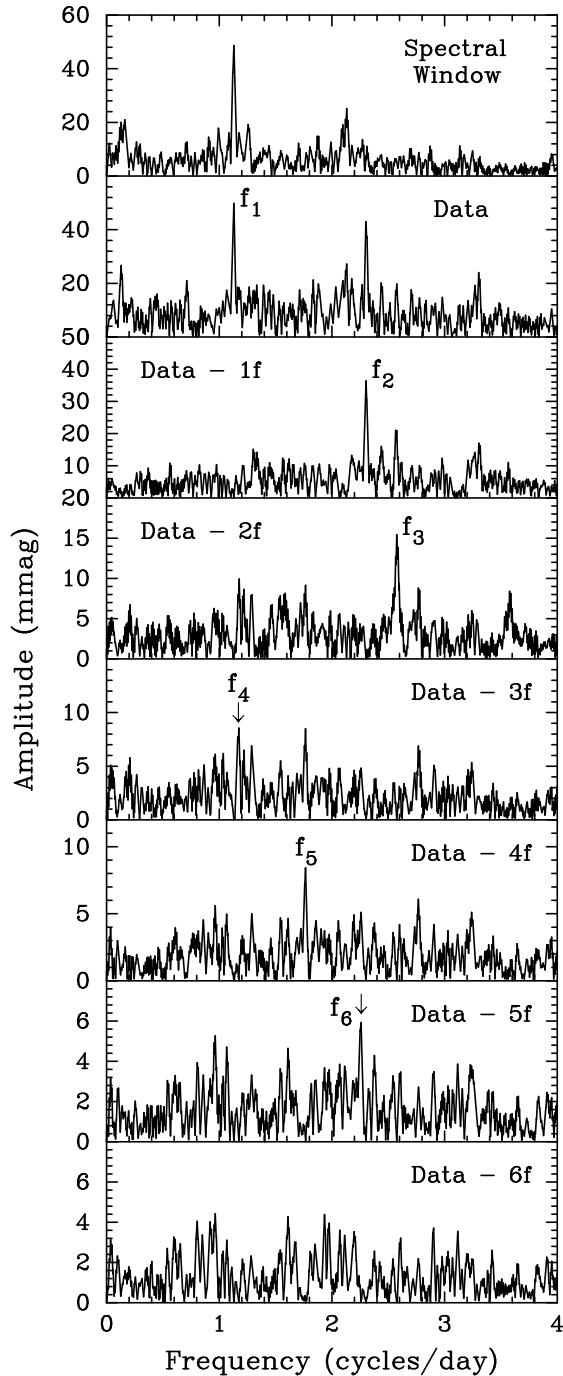 60
40
20
0
Spectral
Window
40
20
50
f1
Data
40
30
20
10
20
Data - 1f
f2
15
10
5
0
Data - 2f
f3
10
5
0
f4
Data - 3f
10
5
0
f5
Data - 4f
6
4
2
0
f6
Data - 5f
6
4
2
0
Data - 6f
0 1 2 3 4
Frequency (cycles/day)
Amplitude (mmag)